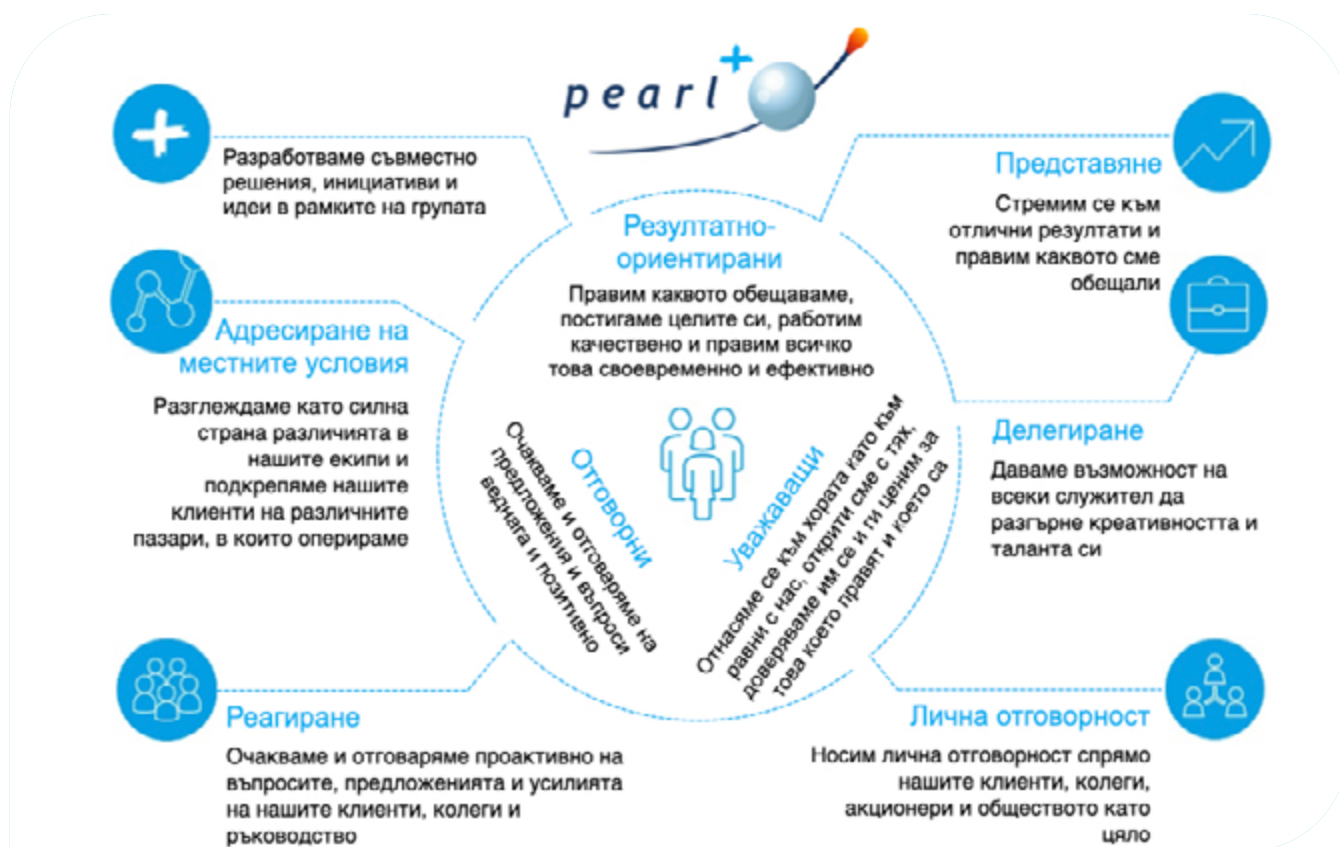 pearl+
Разработваме съвместно
решения, инициативи и
идеи в рамките на групата
Адресиране на
местните условия
Разглеждаме като силна
страна различията в
нашите екипи и
подкрепяме нашите
клиенти на различните
пазари, в които оперираме
Реагиране
Очакваме и отговаряме проактивно на
въпросите, предложенията и усилията
на нашите клиенти, колеги и
ръководство
Резултатно-
ориентирани
Правим каквото обещаваме,
постигаме целите си, работим
качествено и правим всичко
това своевременно и ефективно
Отговорни
Очакваме и отговаряме на
предложения и въпроси
веднага и позитивно
Уважаващи
Отнасяме се към хората като към
равни с нас, открити сме с тях,
доверяваме им се и ги ценим за
това което правят и което са
Представяне
Стремим се към
отлични резултати и
правим каквото сме
обещали
Делегиране
Даваме възможност на
всеки служител да
разгърне креативността и
таланта си
Лична отговорност
Носим лична отговорност спрямо
нашите клиенти, колеги,
акционери и обществото като
цяло